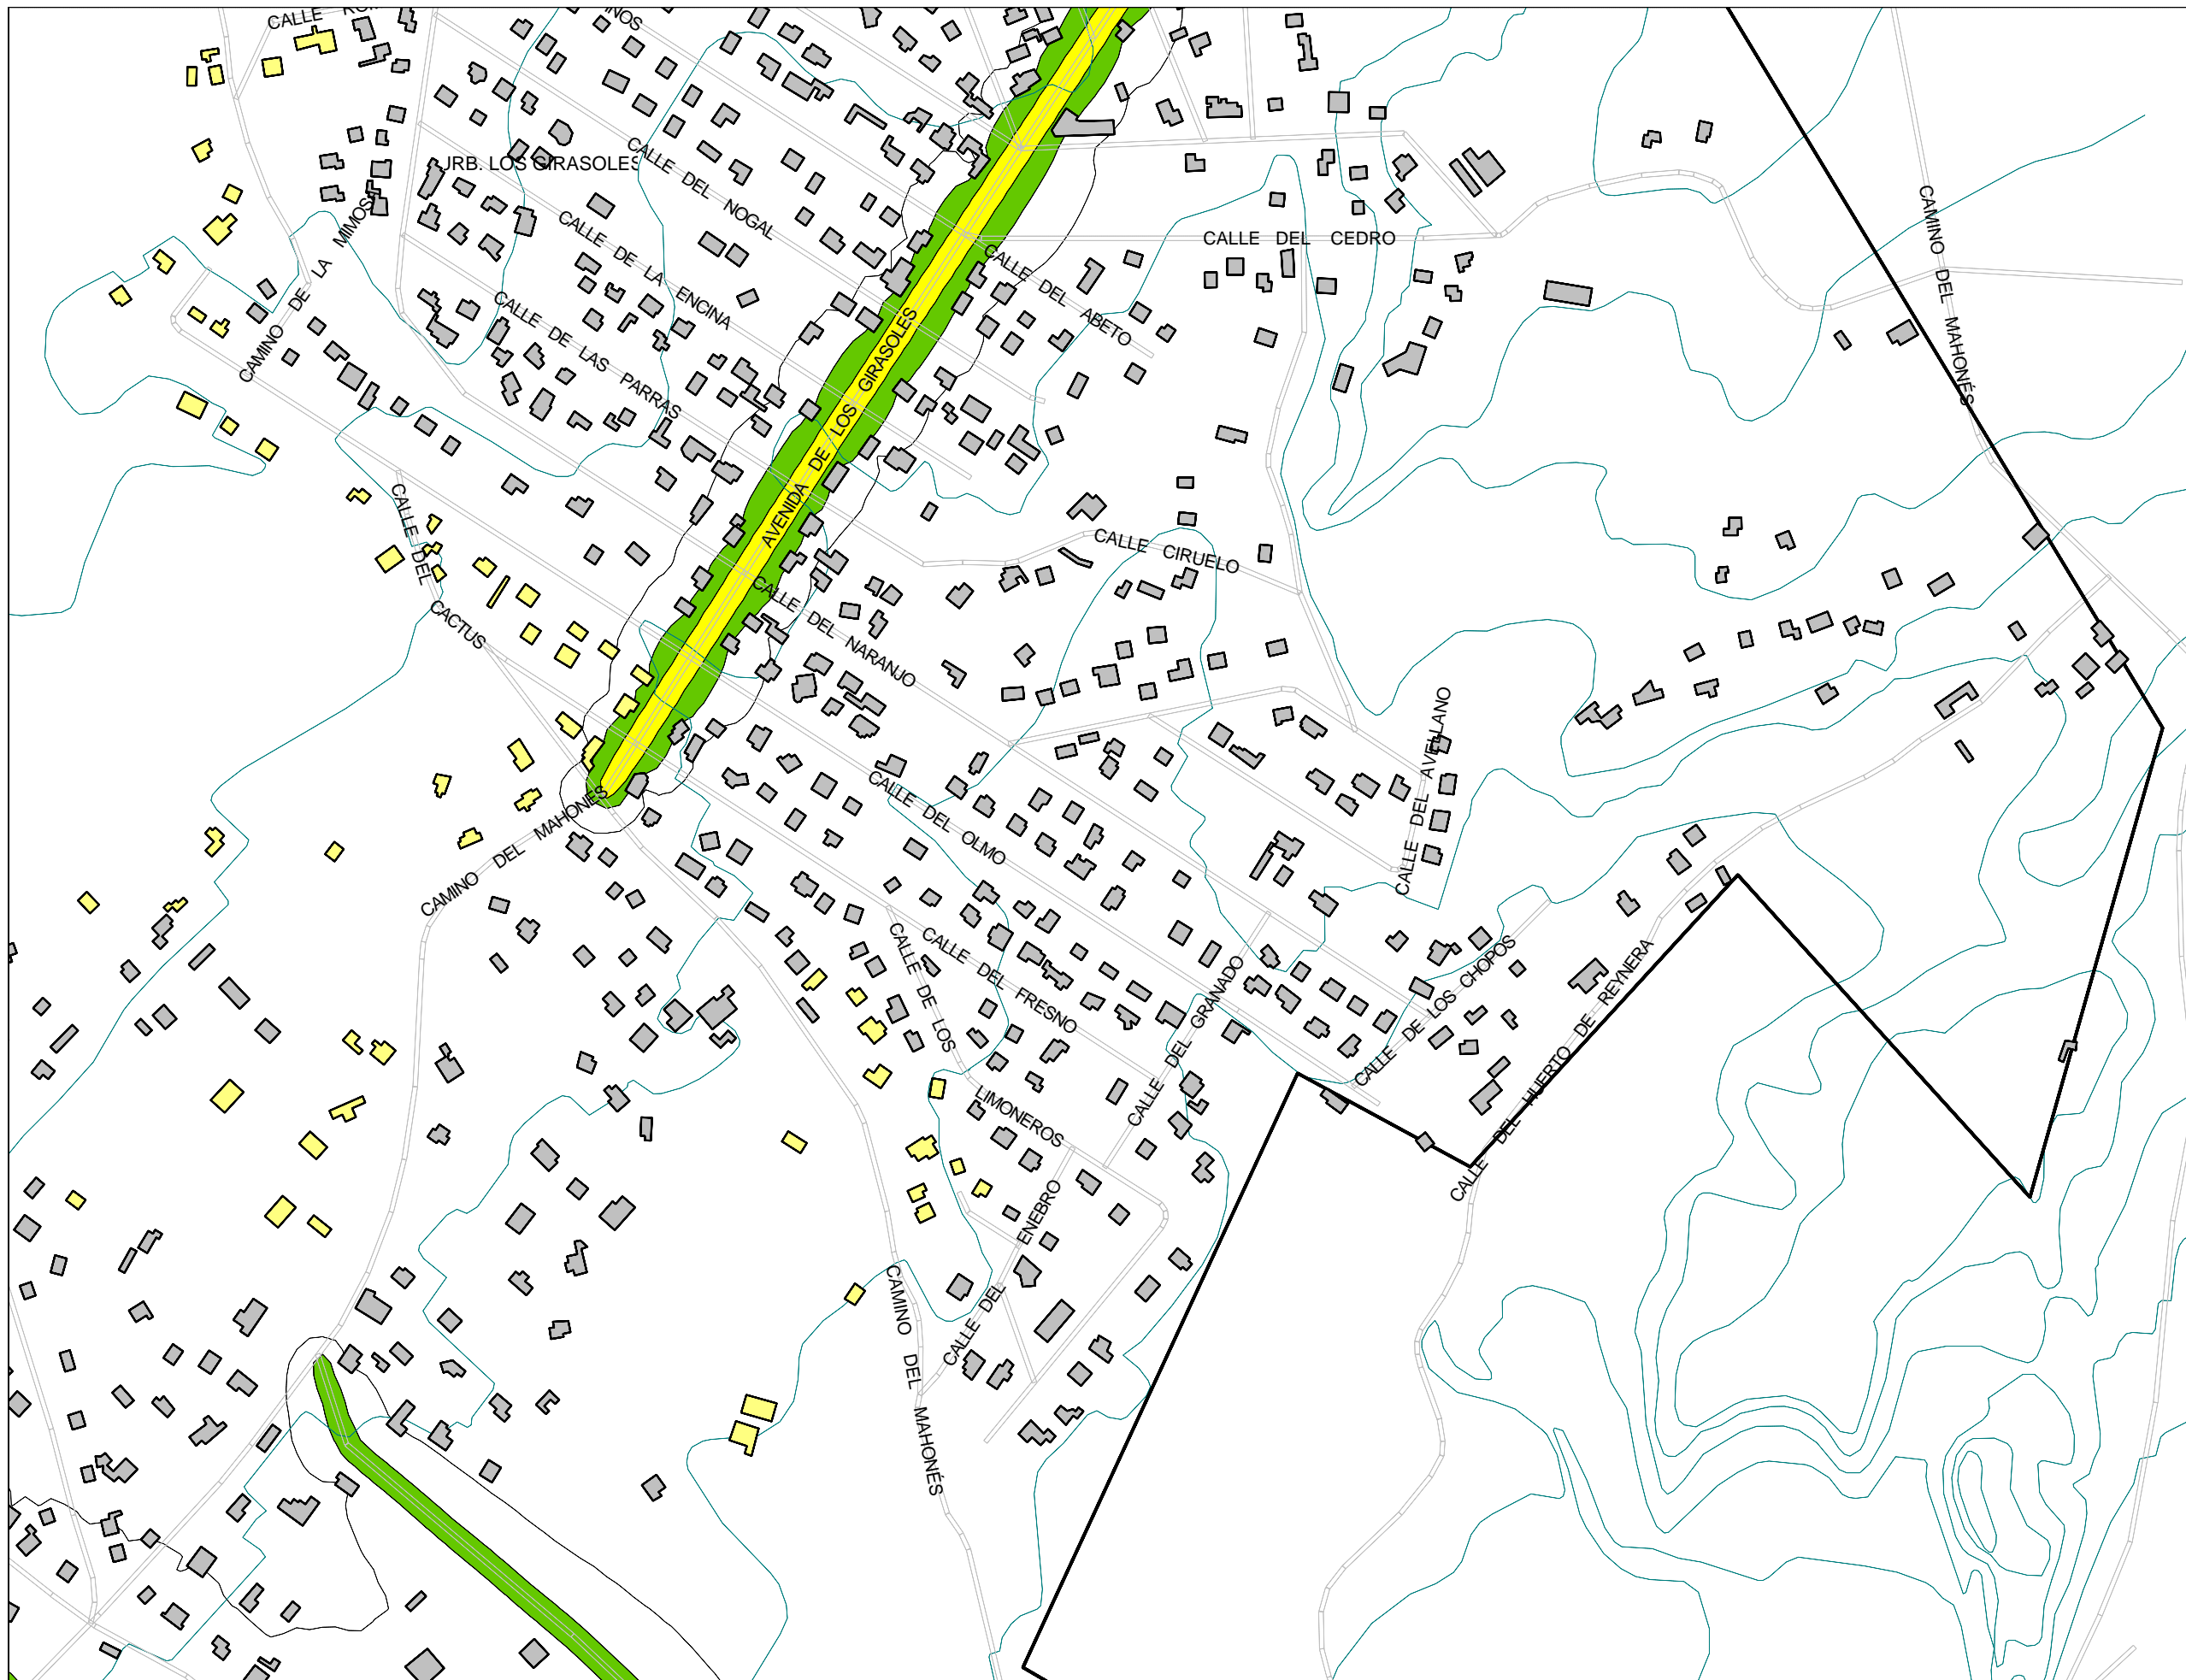 CALLE
JRB. LOS GIRASOLES
CALLE DEL NOGAL
CAMINO DE LA MIMOSA
CALLE DE LA ENCINA
CALLE DE LAS PARRAS
CALLE DEL CEDRO
CALLE DEL ABETO
CAMINO DEL MAHONÉS
AVENIDA DE LOS GIRASOLES
CALLE DEL CACTUS
CALLE CIRUELO
CALLE DEL NARANJO
CALLE DEL AVELLANO
CAMINO DEL MAHONES
CALLE DEL OLMO
CALLE DE LOS LIMONEROS
CALLE DEL FRESNO
CALLE DEL GRANADO
CALLE DE LOS CHOPOS
CALLE DEL HUERTO DE REYNERA
CALLE DEL ENEBRO
CAMINO DEL MAHONÉS